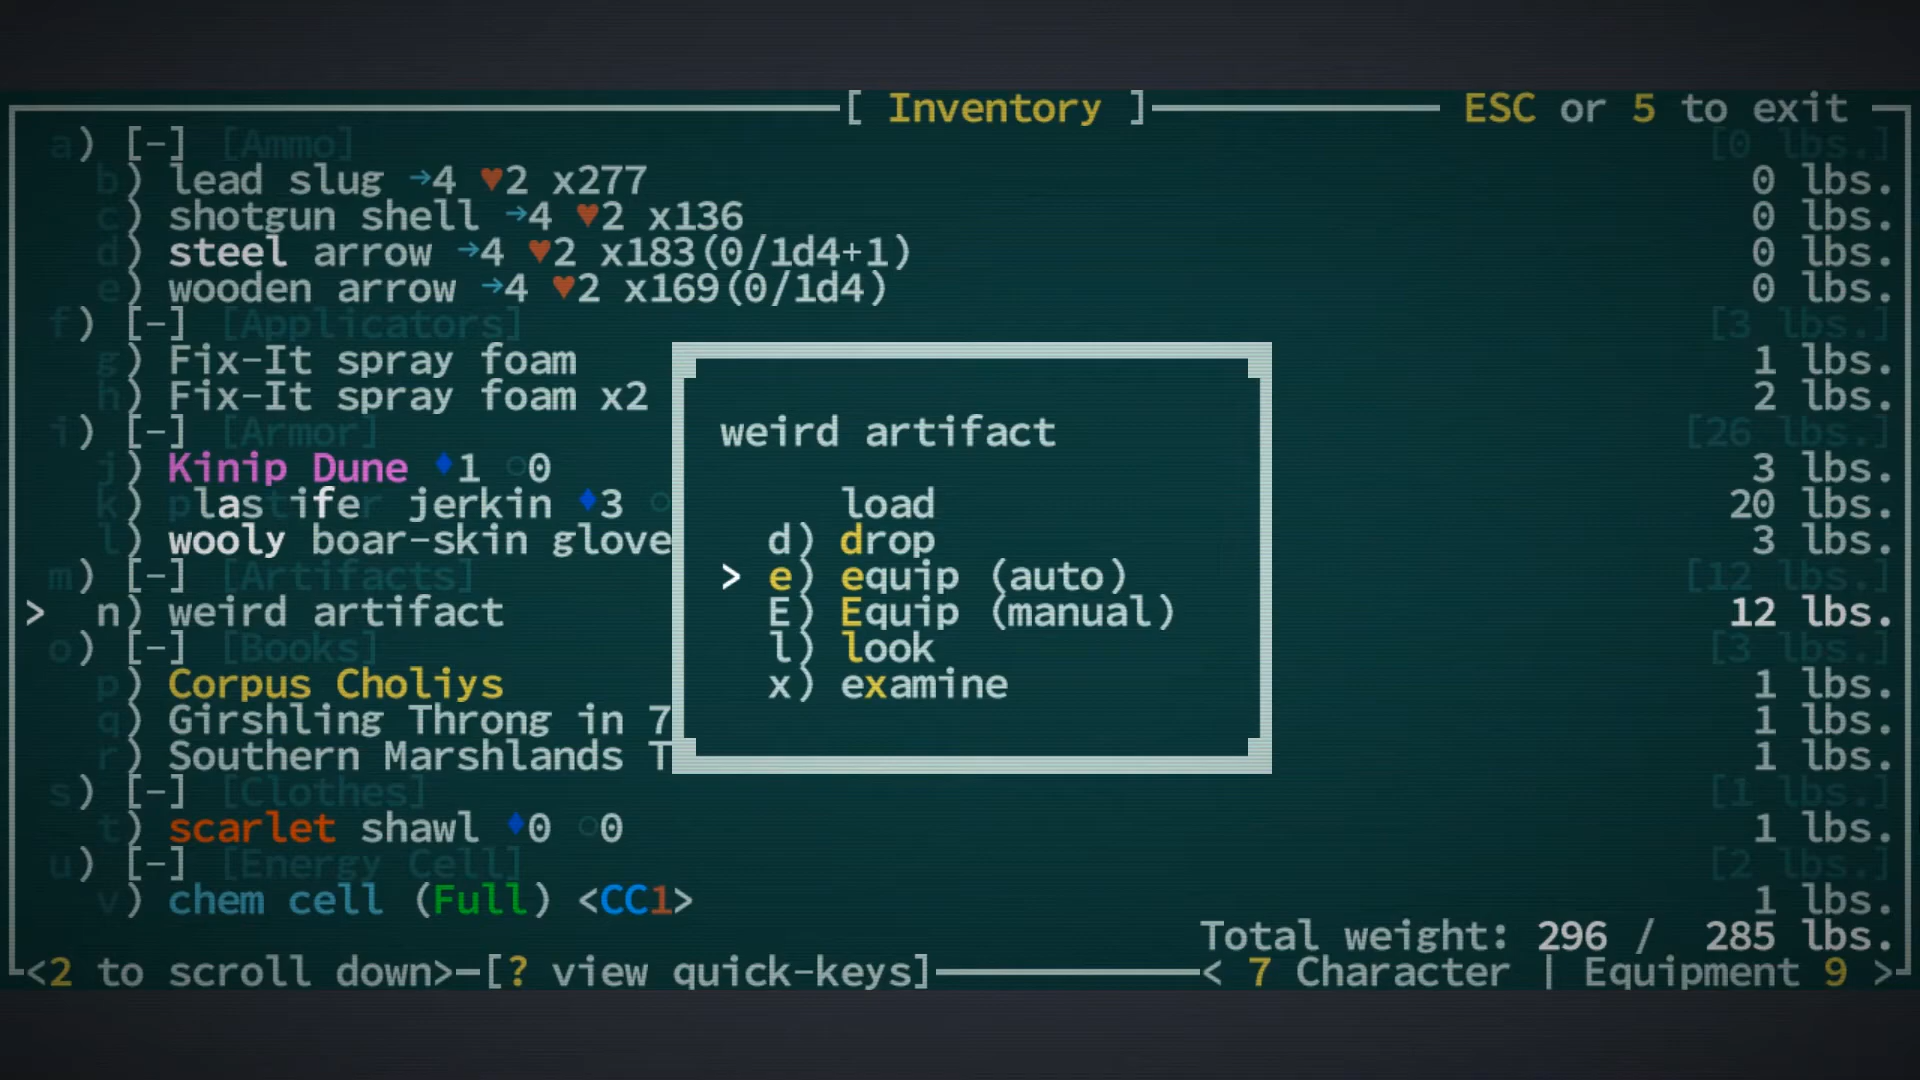 [ Inventory ] ESC or 5 to exit
a) [-] [Ammo] [0 lbs.]
b) lead slug →4 ♥2 x277 0 lbs.
c) shotgun shell →4 ♥2 x136 0 lbs.
d) steel arrow →4 ♥2 x183(0/1d4+1) 0 lbs.
e) wooden arrow →4 ♥2 x169(0/1d4) 0 lbs.
f) [-] [Applicators] [3 lbs.]
g) Fix-It spray foam 1 lbs.
h) Fix-It spray foam x2 2 lbs.
i) [-] [Armor] [26 lbs.]
j) Kinip Dune ♦1 ○0 3 lbs.
k) plastifer jerkin ♦3 ○ 20 lbs.
l) wooly boar-skin glove 3 lbs.
m) [-] [Artifacts] [12 lbs.]
> n) weird artifact 12 lbs.
o) [-] [Books] [3 lbs.]
p) Corpus Choliys 1 lbs.
q) Girshling Throng in 7 1 lbs.
r) Southern Marshlands T 1 lbs.
s) [-] [Clothes] [1 lbs.]
t) scarlet shawl ♦0 ○0 1 lbs.
u) [-] [Energy Cell] [2 lbs.]
v) chem cell (Full) <CC1> 1 lbs.
Total weight: 296 / 285 lbs.
<2 to scroll down> [? view quick-keys] < 7 Character | Equipment 9 >
weird artifact
load
d) drop
> e) equip (auto)
E) Equip (manual)
l) look
x) examine